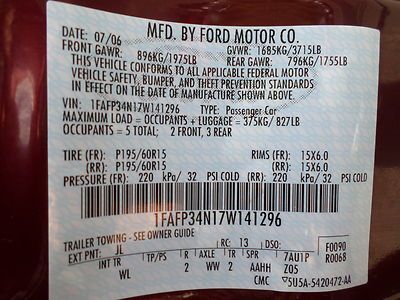 MFD. BY FORD MOTOR CO.
DATE: 07/06 GVWR: 1685KG/3715LB
FRONT GAWR: 896KG/1975LB REAR GAWR: 796KG/1755LB
THIS VEHICLE CONFORMS TO ALL APPLICABLE FEDERAL MOTOR
VEHICLE SAFETY, BUMPER, AND THEFT PREVENTION STANDARDS
IN EFFECT ON THE DATE OF MANUFACTURE SHOWN ABOVE.
VIN: 1FAFP34N17W141296 TYPE: Passenger Car
MAXIMUM LOAD = OCCUPANTS + LUGGAGE = 375KG/827LB
OCCUPANTS = 5 TOTAL; 2 FRONT, 3 REAR
TIRE (FR): P195/60R15 RIMS (FR): 15X6.0
(RR): P195/60R15 (RR): 15X6.0
PRESSURE (FR): 220 kPa/ 32 PSI COLD (RR): 220 kPa/ 32 PSI COLD
1FAFP34N17W141296
TRAILER TOWING - SEE OWNER GUIDE F0090
EXT PNT: JL RC: 13 DSO: R0068
INT TR TP/PS R AXLE TR 7AU1P
TR 2 W2 2 AAHH Z05
CMC 5U5A-5420472-AA